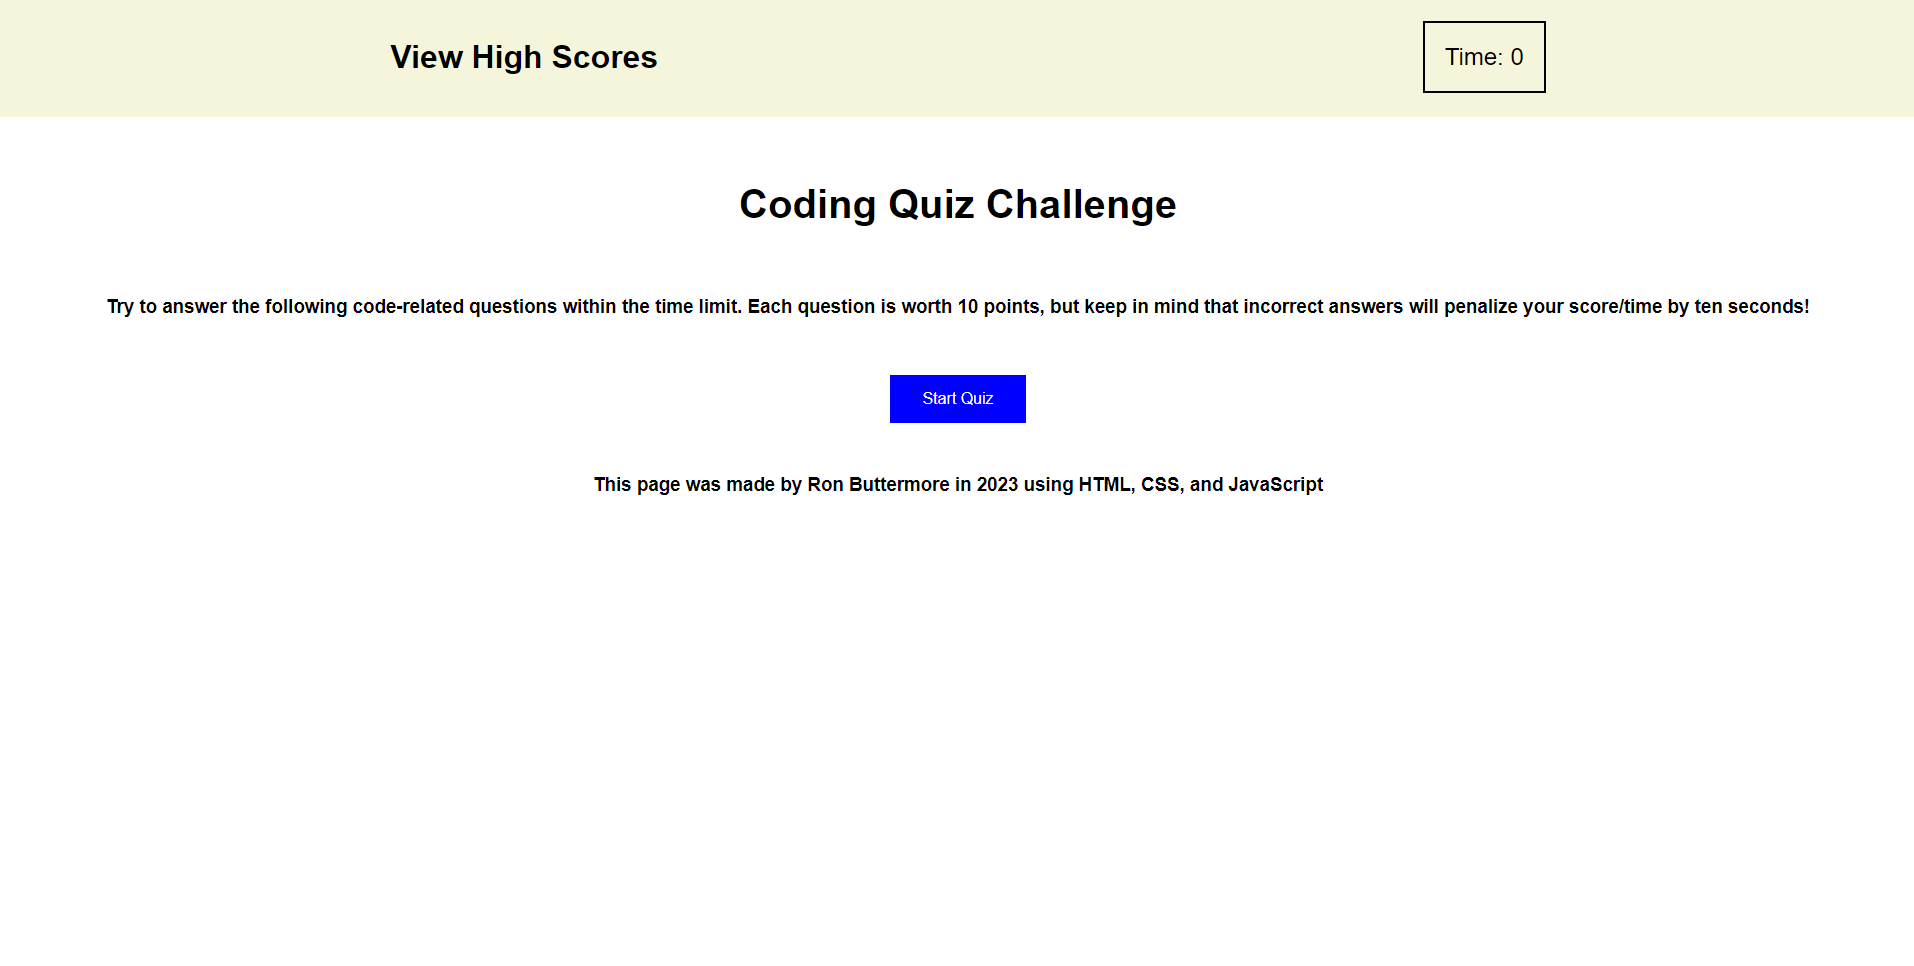 View High Scores
Time: 0
Coding Quiz Challenge
Try to answer the following code-related questions within the time limit. Each question is worth 10 points, but keep in mind that incorrect answers will penalize your score/time by ten seconds!
Start Quiz
This page was made by Ron Buttermore in 2023 using HTML, CSS, and JavaScript